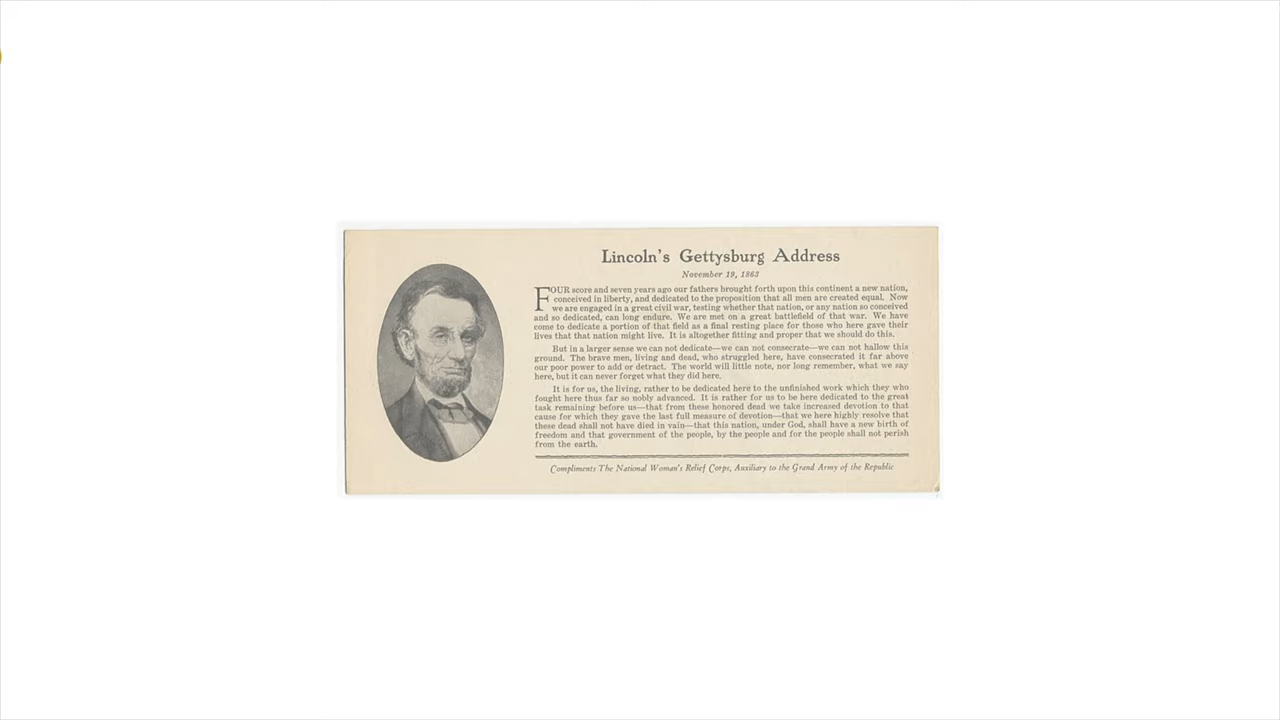 Lincoln's Gettysburg Address
November 19, 1863
FOUR score and seven years ago our fathers brought forth upon this continent a new nation,
conceived in liberty, and dedicated to the proposition that all men are created equal. Now
we are engaged in a great civil war, testing whether that nation, or any nation so conceived
and so dedicated, can long endure. We are met on a great battlefield of that war. We have
come to dedicate a portion of that field as a final resting place for those who here gave their
lives that that nation might live. It is altogether fitting and proper that we should do this.
But in a larger sense we can not dedicate—we can not consecrate—we can not hallow this
ground. The brave men, living and dead, who struggled here, have consecrated it far above
our poor power to add or detract. The world will little note, nor long remember, what we say
here, but it can never forget what they did here.
It is for us, the living, rather to be dedicated here to the unfinished work which they who
fought here thus far so nobly advanced. It is rather for us to be here dedicated to the great
task remaining before us—that from these honored dead we take increased devotion to that
cause for which they gave the last full measure of devotion—that we here highly resolve that
these dead shall not have died in vain—that this nation, under God, shall have a new birth of
freedom and that government of the people, by the people and for the people shall not perish
from the earth.
Compliments The National Woman's Relief Corps, Auxiliary to the Grand Army of the Republic